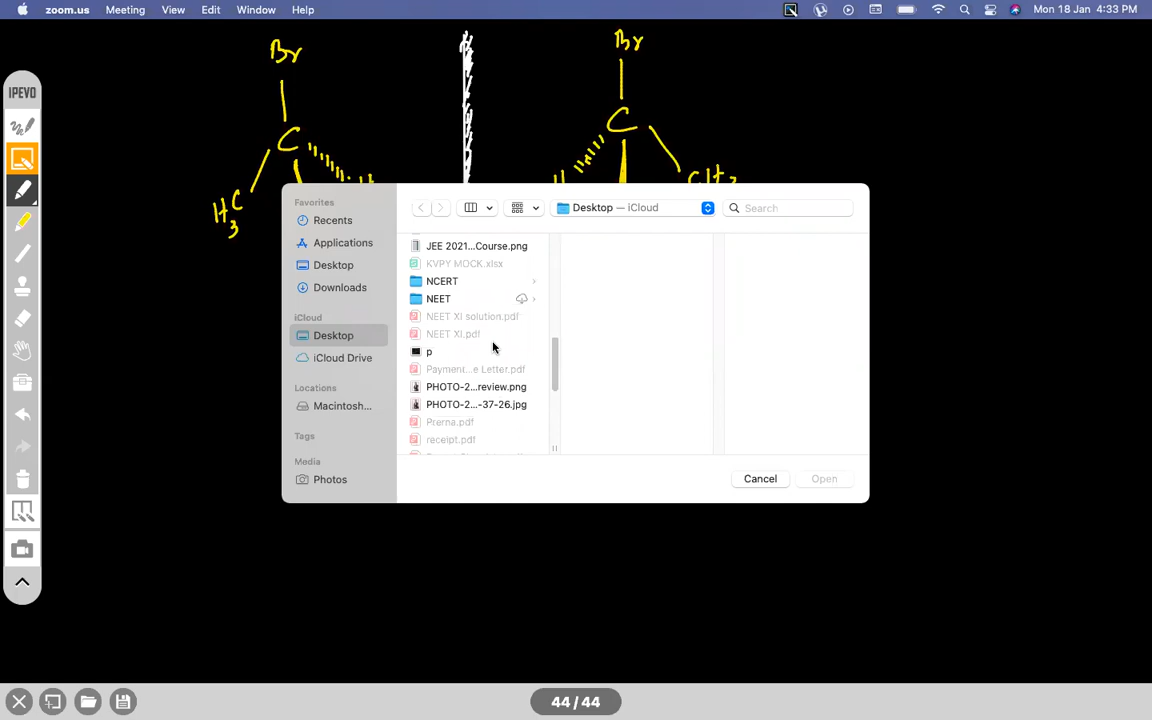 zoom.us Meeting View Edit Window Help Mon 18 Jan 4:33 PM
IPEVO
Br
C
H3C
Br
C
CH3
Favorites
Recents
Applications
Desktop
Downloads
iCloud
Desktop
iCloud Drive
Locations
Macintosh...
Tags
Media
Photos
Desktop — iCloud
Search
JEE 2021...Course.png
KVPY MOCK.xlsx
NCERT
NEET
NEET XI solution.pdf
NEET XI.pdf
p
Payment...e Letter.pdf
PHOTO-2...review.png
PHOTO-2...-37-26.jpg
Prerna.pdf
receipt.pdf
Cancel Open
44/44